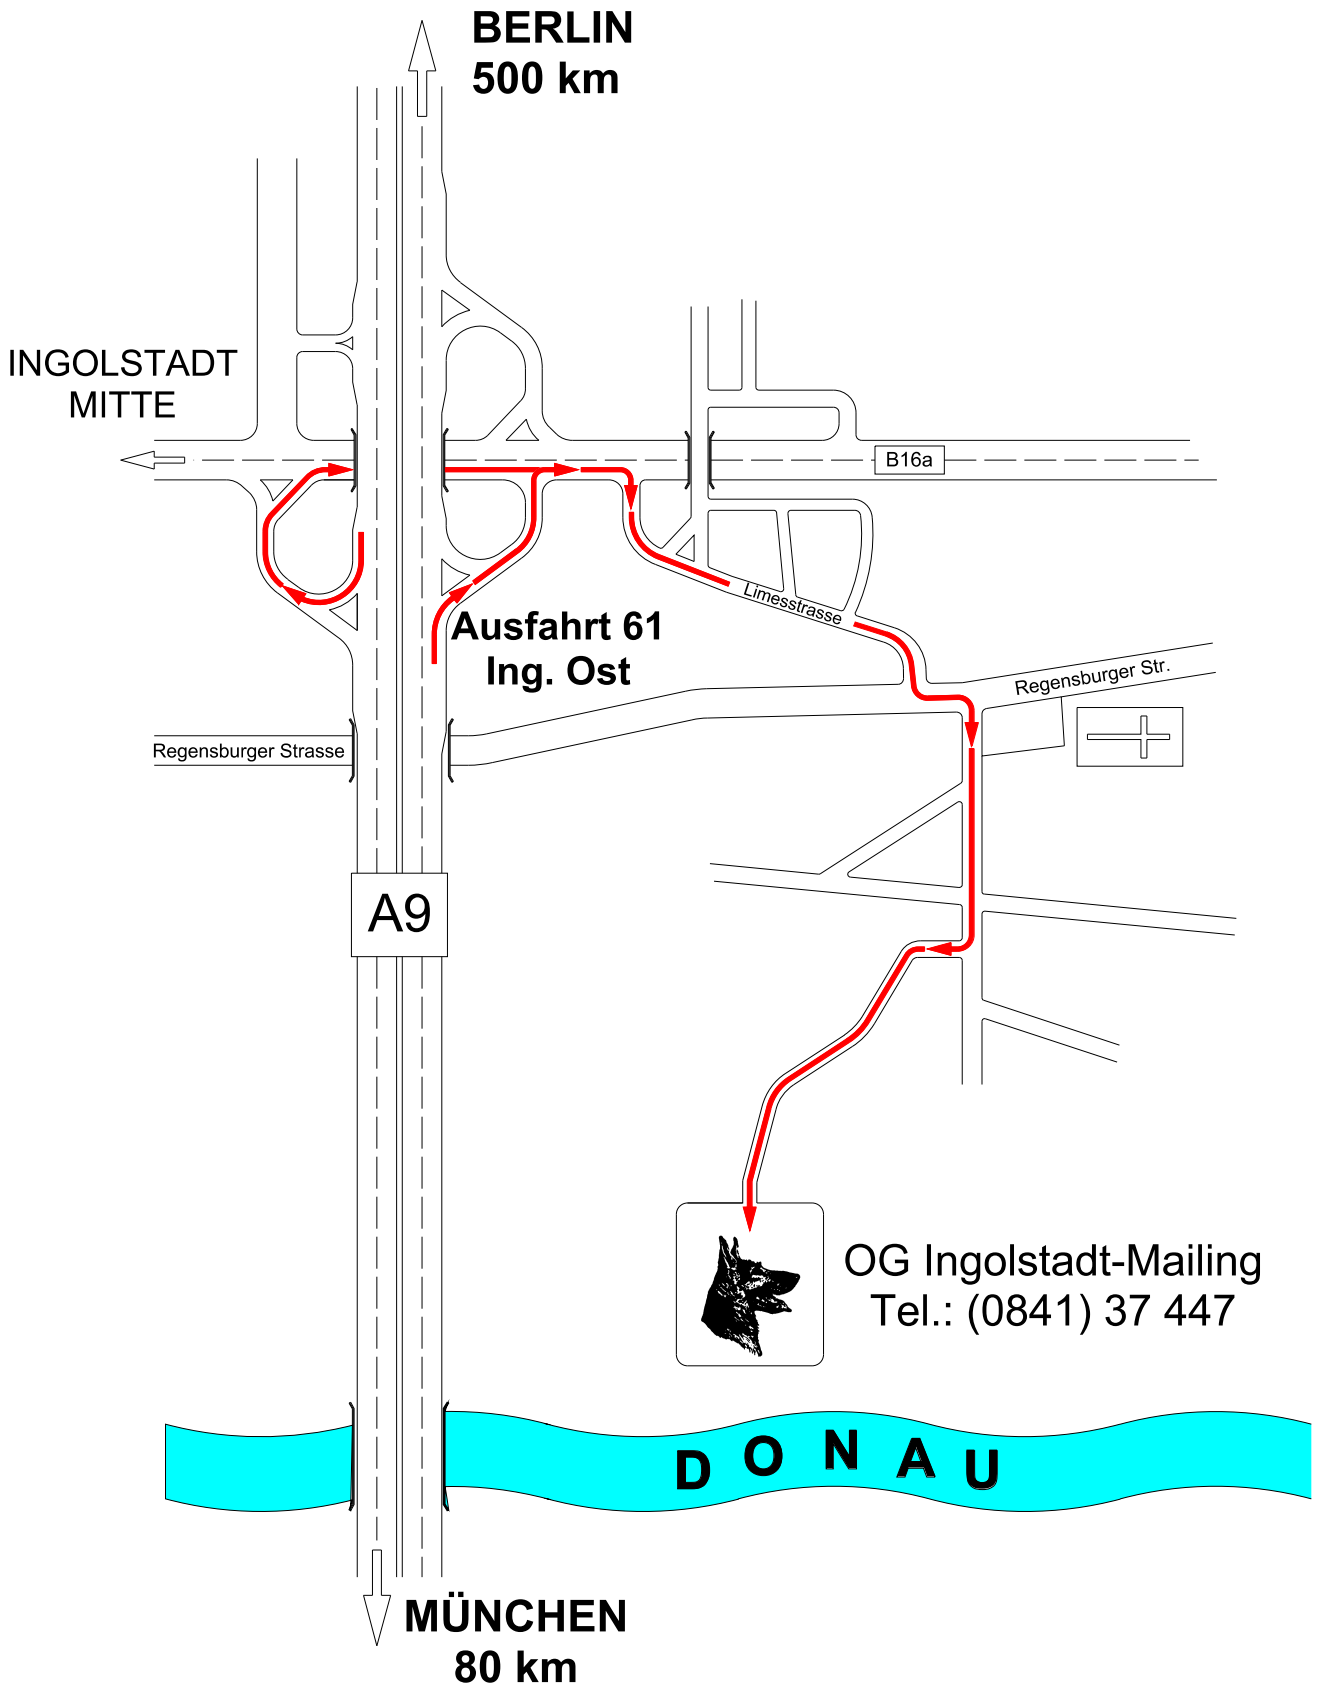 BERLIN
500 km
INGOLSTADT
MITTE
B16a
Limesstrasse
Ausfahrt 61
Ing. Ost
Regensburger Str.
Regensburger Strasse
A9
OG Ingolstadt-Mailing
Tel.: (0841) 37 447
DONAU
MÜNCHEN
80 km